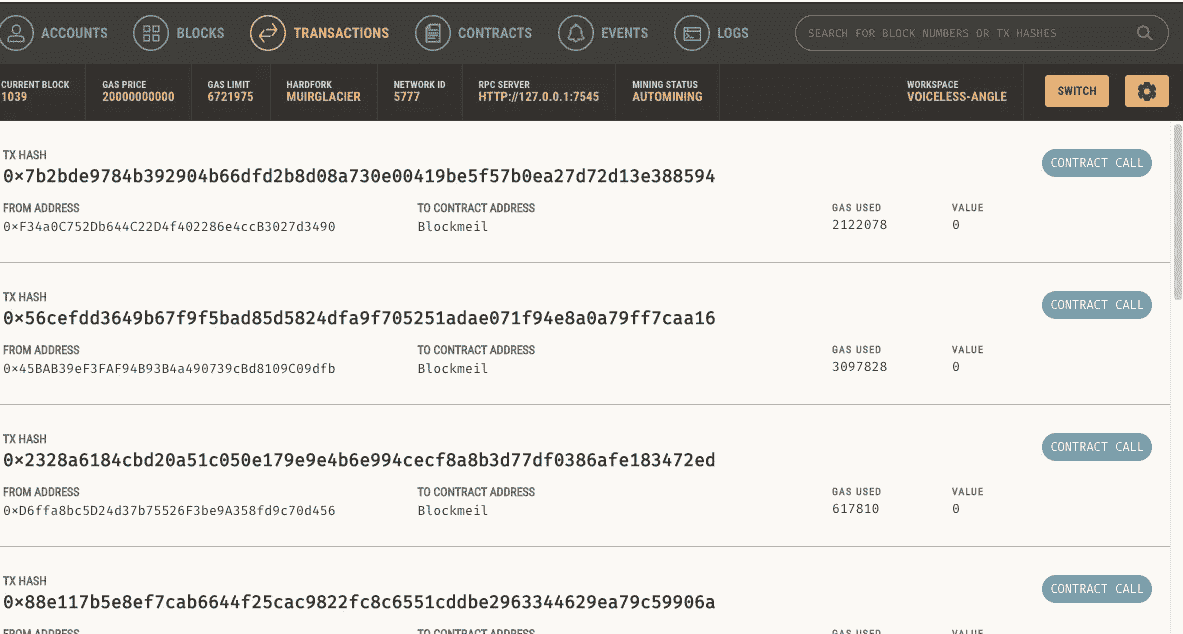 ACCOUNTS BLOCKS TRANSACTIONS CONTRACTS EVENTS LOGS SEARCH FOR BLOCK NUMBERS OR TX HASHES
CURRENT BLOCK GAS PRICE GAS LIMIT HARDFORK NETWORK ID RPC SERVER MINING STATUS WORKSPACE SWITCH
1039 20000000000 6721975 MUIRGLACIER 5777 HTTP://127.0.0.1:7545 AUTOMINING VOICELESS-ANGLE
TX HASH CONTRACT CALL
0×7b2bde9784b392904b66dfd2b8d08a730e00419be5f57b0ea27d72d13e388594
FROM ADDRESS TO CONTRACT ADDRESS GAS USED VALUE
0×F34a0C752Db644C22D4f402286e4ccB3027d3490 Blockmeil 2122078 0
TX HASH CONTRACT CALL
0×56cefdd3649b67f9f5bad85d5824dfa9f705251adae071f94e8a0a79ff7caa16
FROM ADDRESS TO CONTRACT ADDRESS GAS USED VALUE
0×45BAB39eF3FAF94B93B4a490739cBd8109C09dfb Blockmeil 3097828 0
TX HASH CONTRACT CALL
0×2328a6184cbd20a51c050e179e9e4b6e994cecf8a8b3d77df0386afe183472ed
FROM ADDRESS TO CONTRACT ADDRESS GAS USED VALUE
0×D6ffa8bc5D24d37b75526F3be9A358fd9c70d456 Blockmeil 617810 0
TX HASH CONTRACT CALL
0×88e117b5e8ef7cab6644f25cac9822fc8c6551cddbe2963344629ea79c59906a
FROM ADDRESS TO CONTRACT ADDRESS GAS USED VALUE